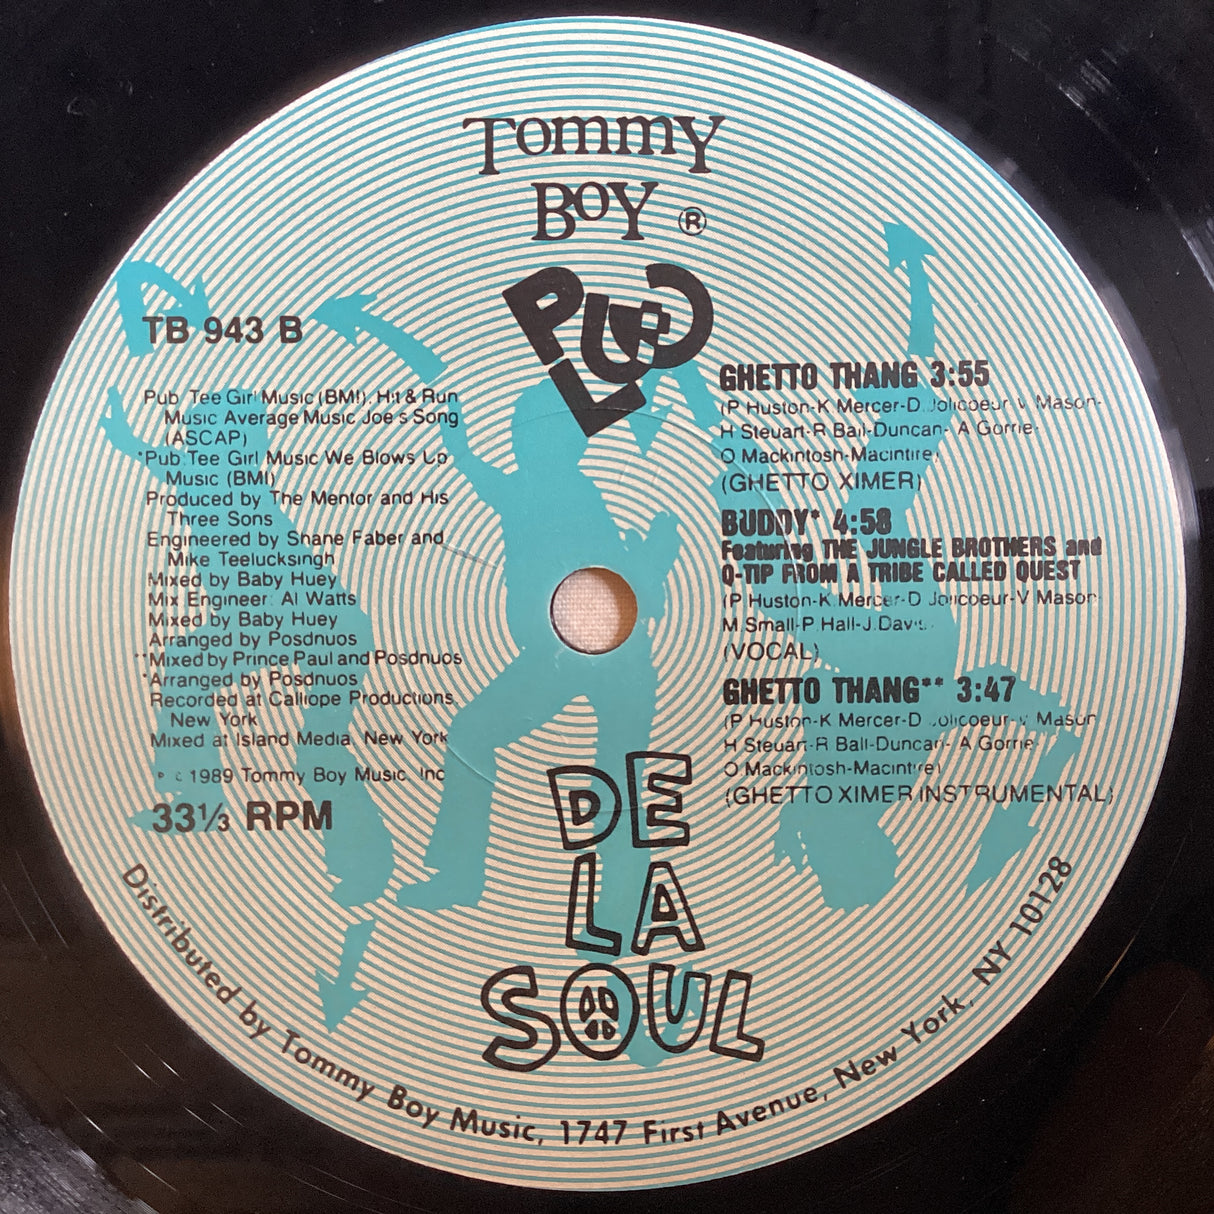 TOMMY
BOY ®
PLUG
TB 943 B
Pub. Tee Girl Music (BMI), Hit & Run
Music Average Music Joe's Song
(ASCAP)
*Pub. Tee Girl Music We Blows Up
Music (BMI)
Produced by The Mentor and His
Three Sons
Engineered by Shane Faber and
Mike Teelucksingh
Mixed by Baby Huey
Mix Engineer: Al Watts
Mixed by Baby Huey
Arranged by Posdnuos
**Mixed by Prince Paul and Posdnuos
*Arranged by Posdnuos
Recorded at Calliope Productions,
New York
Mixed at Island Media, New York
℗ © 1989 Tommy Boy Music, Inc
33⅓ RPM
GHETTO THANG 3:55
(P Huston-K Mercer-D. Jolicoeur-V Mason-
H Steuart-R Ball-Duncan- A Gorrie-
O Mackintosh-Macintire)
(GHETTO XIMER)
BUDDY* 4:58
Featuring THE JUNGLE BROTHERS and
Q-TIP FROM A TRIBE CALLED QUEST
(P Huston-K Mercer-D Jolicoeur-V Mason
M.Small-P Hall-J.Davis
(VOCAL)
GHETTO THANG** 3:47
(P Huston-K Mercer-D Jolicoeur-V Mason
H Steuart-R Ball-Duncan- A Gorrie-
O Mackintosh-Macintire)
(GHETTO XIMER INSTRUMENTAL)
DE
LA
SOUL
Distributed by Tommy Boy Music, 1747 First Avenue, New York, NY 10128